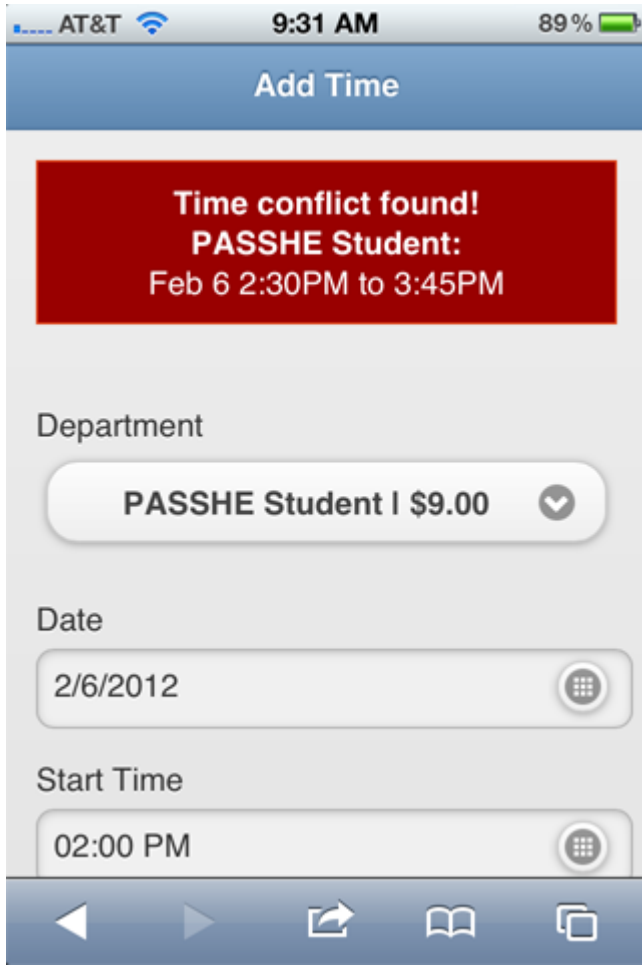 AT&T 9:31 AM 89%
Add Time
Time conflict found!
PASSHE Student:
Feb 6 2:30PM to 3:45PM
Department
PASSHE Student | $9.00
Date
2/6/2012
Start Time
02:00 PM